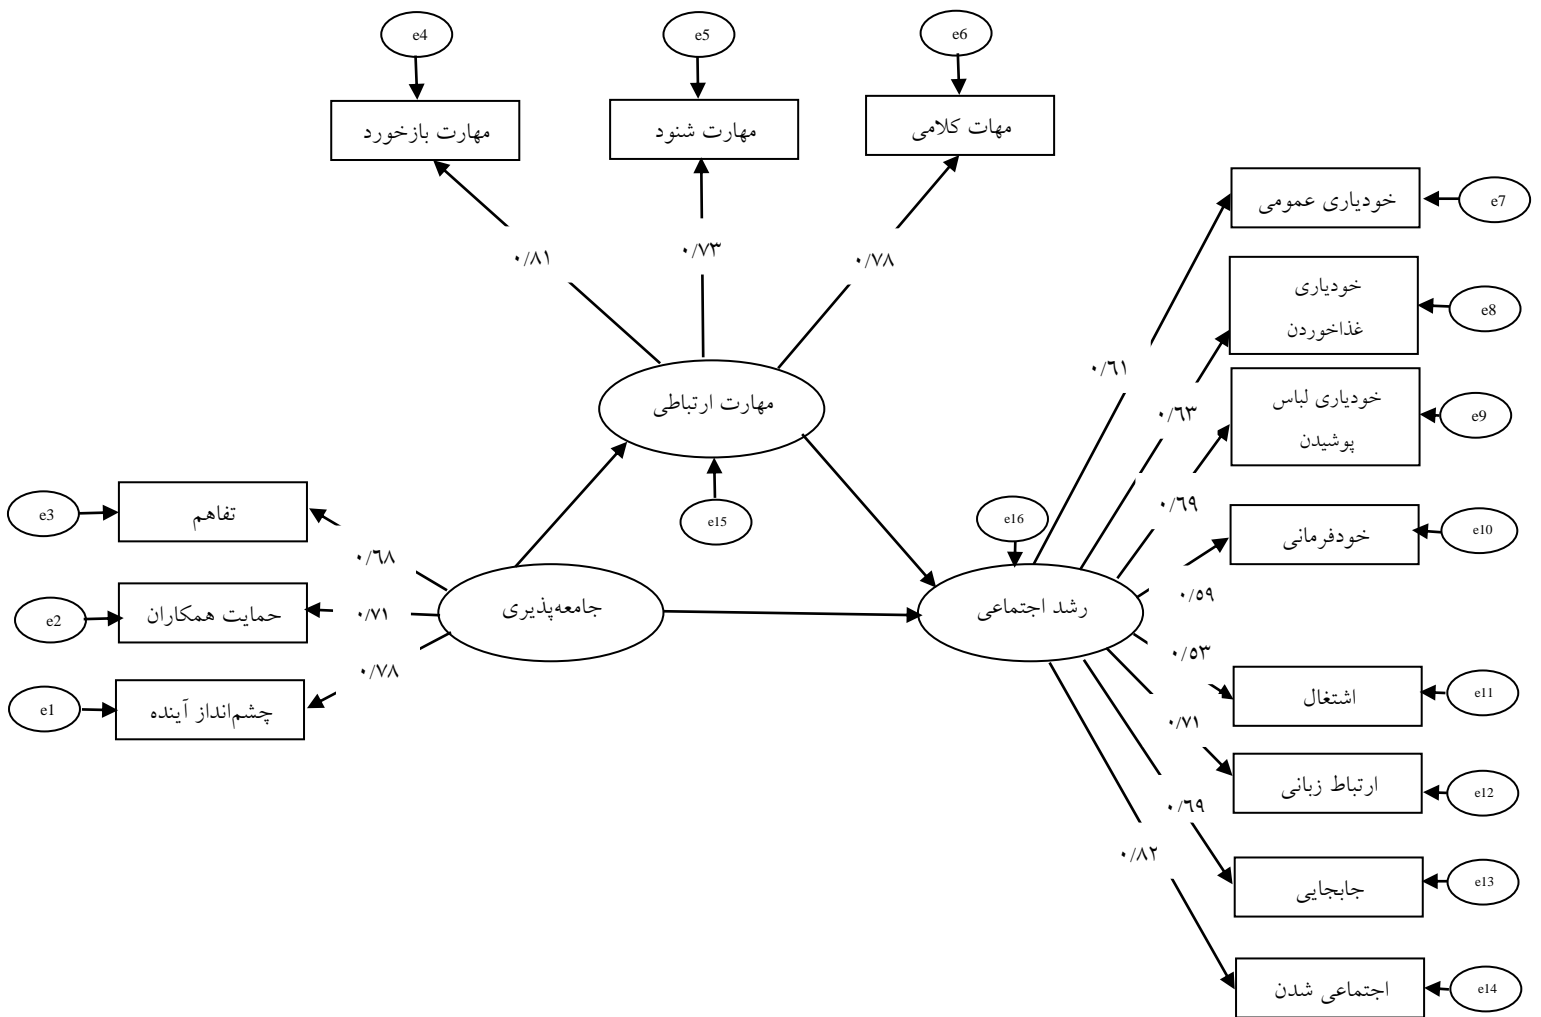 e4
e5
e6
مهارت بازخورد
مهارت شنود
مهات کلامی
۰/۸۱
۰/۷۳
۰/۷۸
خودیاری عمومی
e7
خودیاری
غذاخوردن
e8
۰/۶۱
خودیاری لباس
پوشیدن
e9
۰/۶۳
مهارت ارتباطی
۰/۶۹
e3
تفاهم
e15
e16
خودفرمانی
e10
۰/۶۸
۰/۵۹
e2
حمایت همکاران
۰/۷۱
جامعه‌پذیری
رشد اجتماعی
۰/۵۳
۰/۷۸
e1
چشم‌انداز آینده
اشتغال
e11
۰/۷۱
ارتباط زبانی
e12
۰/۶۹
۰/۸۲
جابجایی
e13
اجتماعی شدن
e14